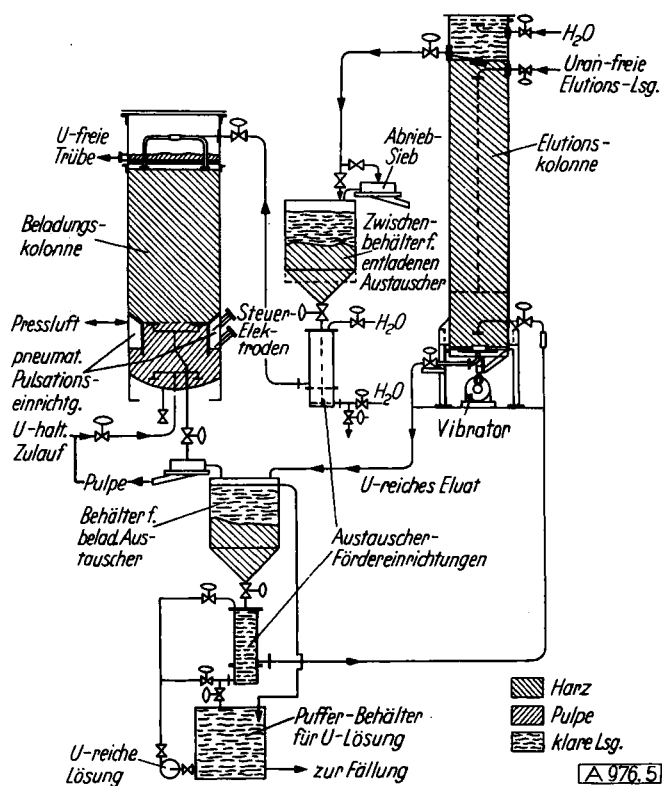 H₂O
Uran-freie
Elutions-Lsg.
U-freie
Trübe
Abrieb-
Sieb
Elutions-
kolonne
Beladungs-
kolonne
Zwischen-
behälter f.
entladenen
Austauscher
Pressluft
Steuer-
Elek-
troden
H₂O
pneumat.
Pulsations-
einrichtg.
H₂O
U-halt.
Zulauf
Vibrator
Pulpe
U-reiches Eluat
Behälter f.
belad. Aus-
tauscher
Austauscher-
Fördereinrichtungen
Harz
Pulpe
klare Lsg.
Puffer-Behälter
für U-Lösung
U-reiche
Lösung
zur Fällung
A 976.5